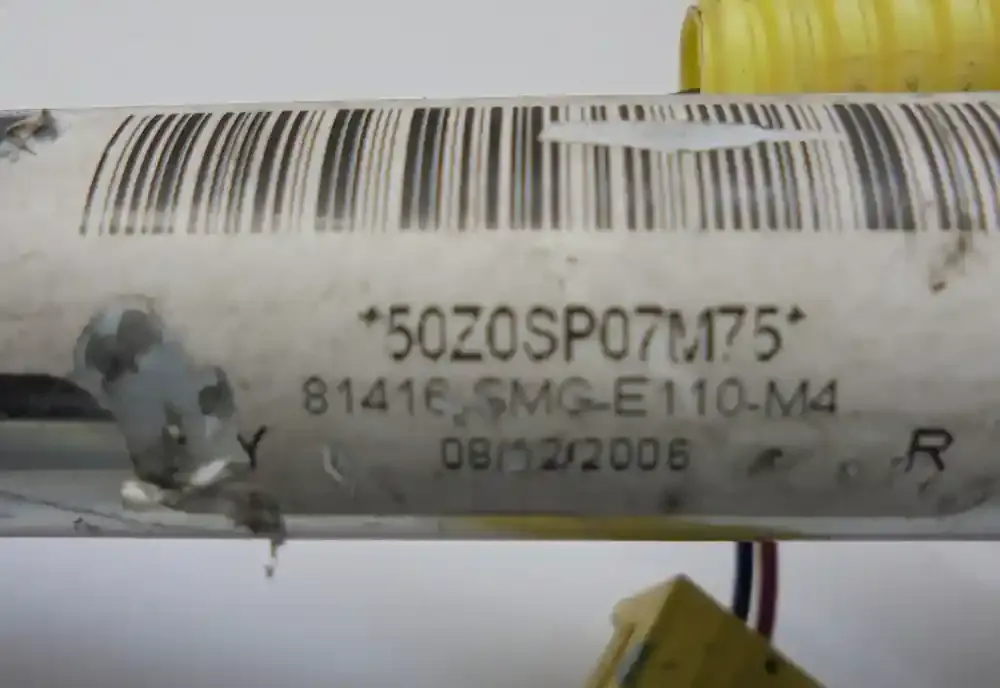 *50Z0SP07M75*
81416-SMG-E110-M4
08/12/2006
Y
R